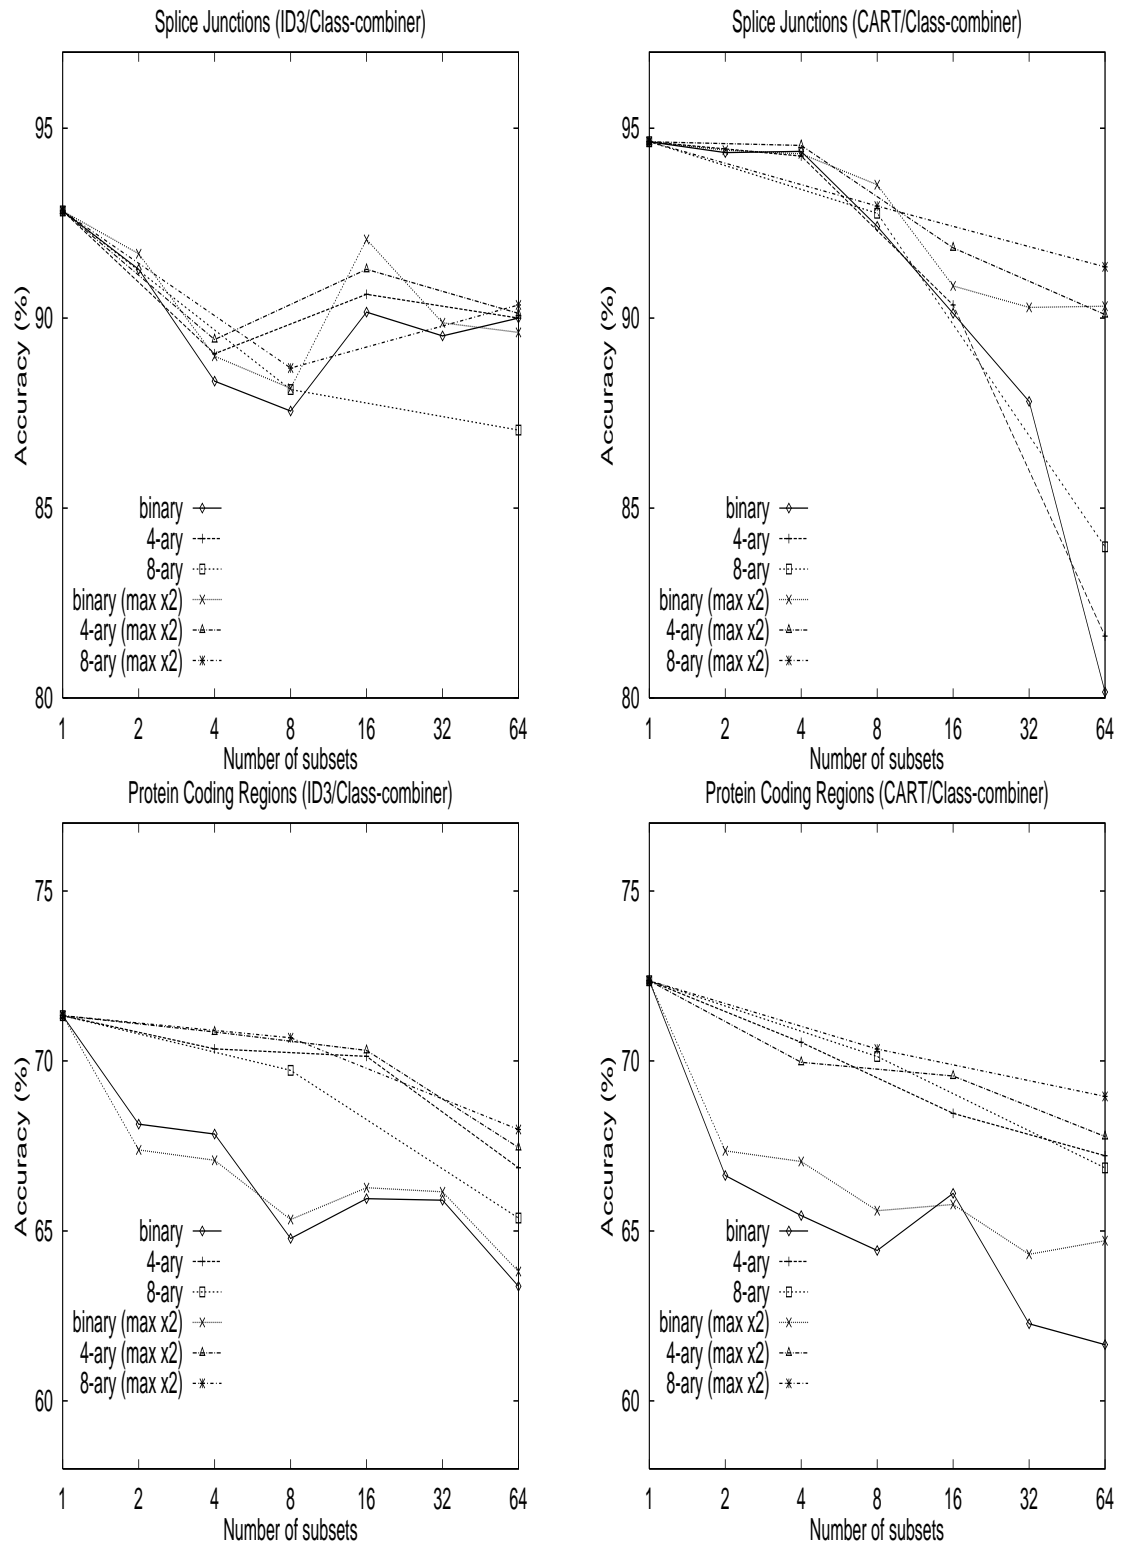 Splice Junctions (ID3/Class-combiner)
Accuracy (%)
95
90
85
80
binary
4-ary
8-ary
binary (max x2)
4-ary (max x2)
8-ary (max x2)
1 2 4 8 16 32 64
Number of subsets
Splice Junctions (CART/Class-combiner)
Accuracy (%)
95
90
85
80
binary
4-ary
8-ary
binary (max x2)
4-ary (max x2)
8-ary (max x2)
1 2 4 8 16 32 64
Number of subsets
Protein Coding Regions (ID3/Class-combiner)
Accuracy (%)
75
70
65
60
binary
4-ary
8-ary
binary (max x2)
4-ary (max x2)
8-ary (max x2)
1 2 4 8 16 32 64
Number of subsets
Protein Coding Regions (CART/Class-combiner)
Accuracy (%)
75
70
65
60
binary
4-ary
8-ary
binary (max x2)
4-ary (max x2)
8-ary (max x2)
1 2 4 8 16 32 64
Number of subsets